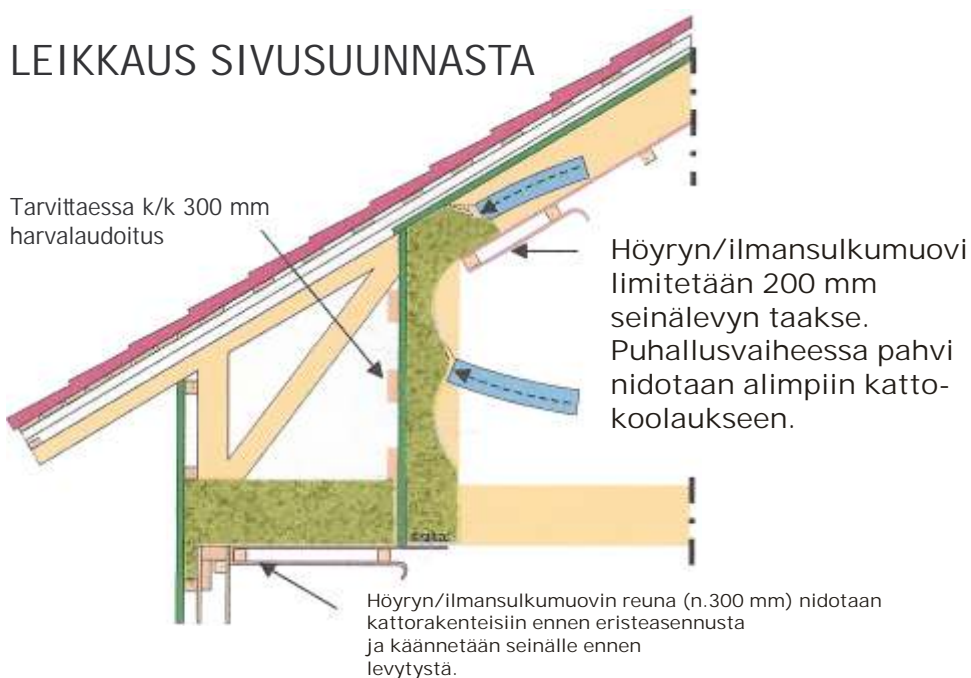 LEIKKAUS SIVUSUUNNASTA
Tarvittaessa k/k 300 mm
harvalaudoitus
Höyryn/ilmansulkumuovi
limitetään 200 mm
seinälevyn taakse.
Puhallusvaiheessa pahvi
nidotaan alimpiin katto-
koolaukseen.
Höyryn/ilmansulkumuovin reuna (n.300 mm) nidotaan
kattorakenteisiin ennen eristeasennusta
ja käännetään seinälle ennen
levytystä.